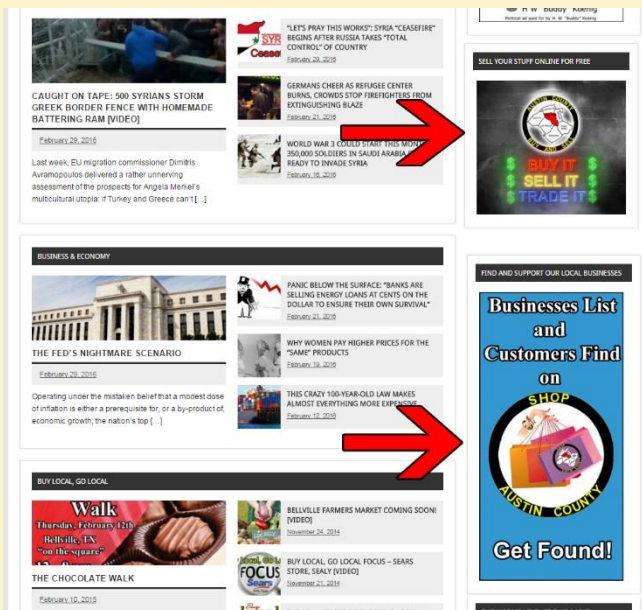 H W "Buddy" Koenig
Political ad paid for by H. W. "Buddy" Koenig
CAUGHT ON TAPE: 500 SYRIANS STORM
GREEK BORDER FENCE WITH HOMEMADE
BATTERING RAM [VIDEO]
February 29, 2016
Last week, EU migration commissioner Dimitris
Avramopoulos delivered a rather unnerving
assessment of the prospects for Angela Merkel's
multicultural utopia: if Turkey and Greece can't […]
"LET'S PRAY THIS WORKS": SYRIA "CEASEFIRE"
BEGINS AFTER RUSSIA TAKES "TOTAL
CONTROL" OF COUNTRY
February 28, 2016
GERMANS CHEER AS REFUGEE CENTER
BURNS, CROWDS STOP FIREFIGHTERS FROM
EXTINGUISHING BLAZE
February 21, 2016
WORLD WAR 3 COULD START THIS MONTH
350,000 SOLDIERS IN SAUDI ARABIA
READY TO INVADE SYRIA
February 16, 2016
SELL YOUR STUFF ONLINE FOR FREE
AUSTIN COUNTY
BUY AND SELL
$ BUY IT $
$ SELL IT $
$ TRADE IT $
BUSINESS & ECONOMY
THE FED'S NIGHTMARE SCENARIO
February 29, 2016
Operating under the mistaken belief that a modest dose
of inflation is either a prerequisite for, or a by-product of,
economic growth, the nation's top […]
PANIC BELOW THE SURFACE: "BANKS ARE
SELLING ENERGY LOANS AT CENTS ON THE
DOLLAR TO ENSURE THEIR OWN SURVIVAL"
February 21, 2016
WHY WOMEN PAY HIGHER PRICES FOR THE
"SAME" PRODUCTS
February 19, 2016
THIS CRAZY 100-YEAR-OLD LAW MAKES
ALMOST EVERYTHING MORE EXPENSIVE
February 12, 2016
FIND AND SUPPORT OUR LOCAL BUSINESSES
Businesses List
and
Customers Find
on
SHOP
AUSTIN COUNTY
Get Found!
BUY LOCAL, GO LOCAL
Walk
Thursday, February 12th
Bellville, TX
"on the square"
THE CHOCOLATE WALK
February 10, 2015
BELLVILLE FARMERS MARKET COMING SOON!
[VIDEO]
November 24, 2014
FOCUS
Sears
BUY LOCAL, GO LOCAL FOCUS – SEARS
STORE, SEALY [VIDEO]
November 21, 2014